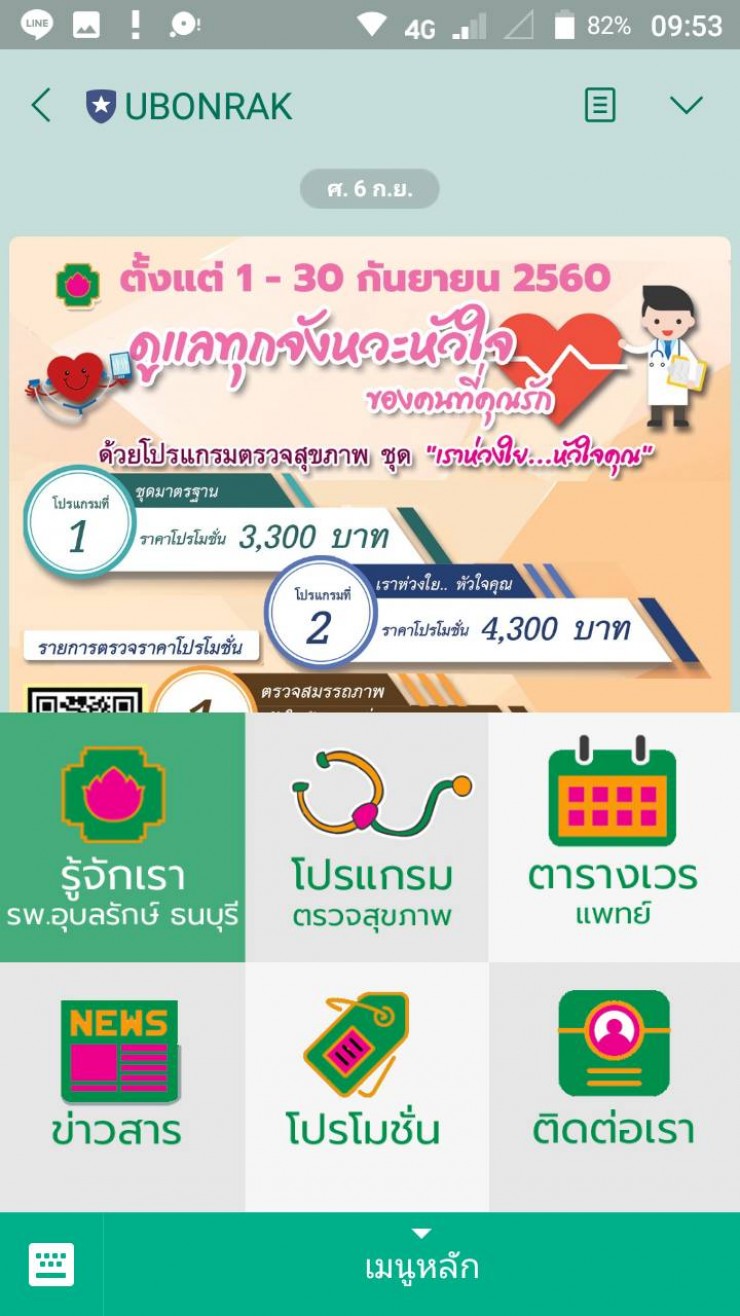 LINE
4G
82%
09:53
UBONRAK
ศ. 6 ก.ย.
ตั้งแต่ 1 - 30 กันยายน 2560
ดูแลทุกจังหวะหัวใจ
ของคนที่คุณรัก
ด้วยโปรแกรมตรวจสุขภาพ ชุด "เราห่วงใย...หัวใจคุณ"
โปรแกรมที่
1
ชุดมาตรฐาน
ราคาโปรโมชั่น 3,300 บาท
โปรแกรมที่
2
เราห่วงใย.. หัวใจคุณ
ราคาโปรโมชั่น 4,300 บาท
รายการตรวจราคาโปรโมชั่น
ตรวจสมรรถภาพ
รู้จักเรา
รพ.อุบลรักษ์ ธนบุรี
โปรแกรม
ตรวจสุขภาพ
ตารางเวร
แพทย์
NEWS
ข่าวสาร
โปรโมชั่น
ติดต่อเรา
เมนูหลัก